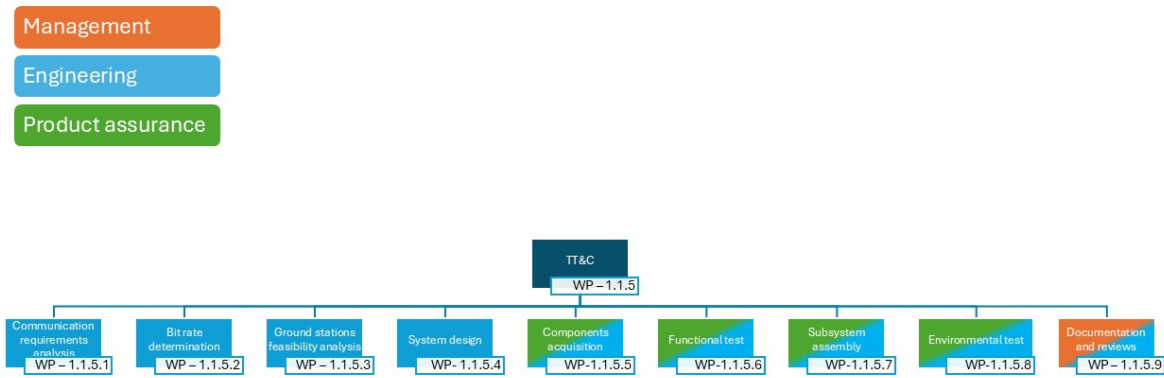 Management
Engineering
Product assurance
TT&C
WP – 1.1.5
Communication
requirements
analysis
WP – 1.1.5.1
Bit rate
determination
WP – 1.1.5.2
Ground stations
feasibility analysis
WP – 1.1.5.3
System design
WP- 1.1.5.4
Components
acquisition
WP-1.1.5.5
Functional test
WP-1.1.5.6
Subsystem
assembly
WP-1.1.5.7
Environmental test
WP-1.1.5.8
Documentation
and reviews
WP – 1.1.5.9